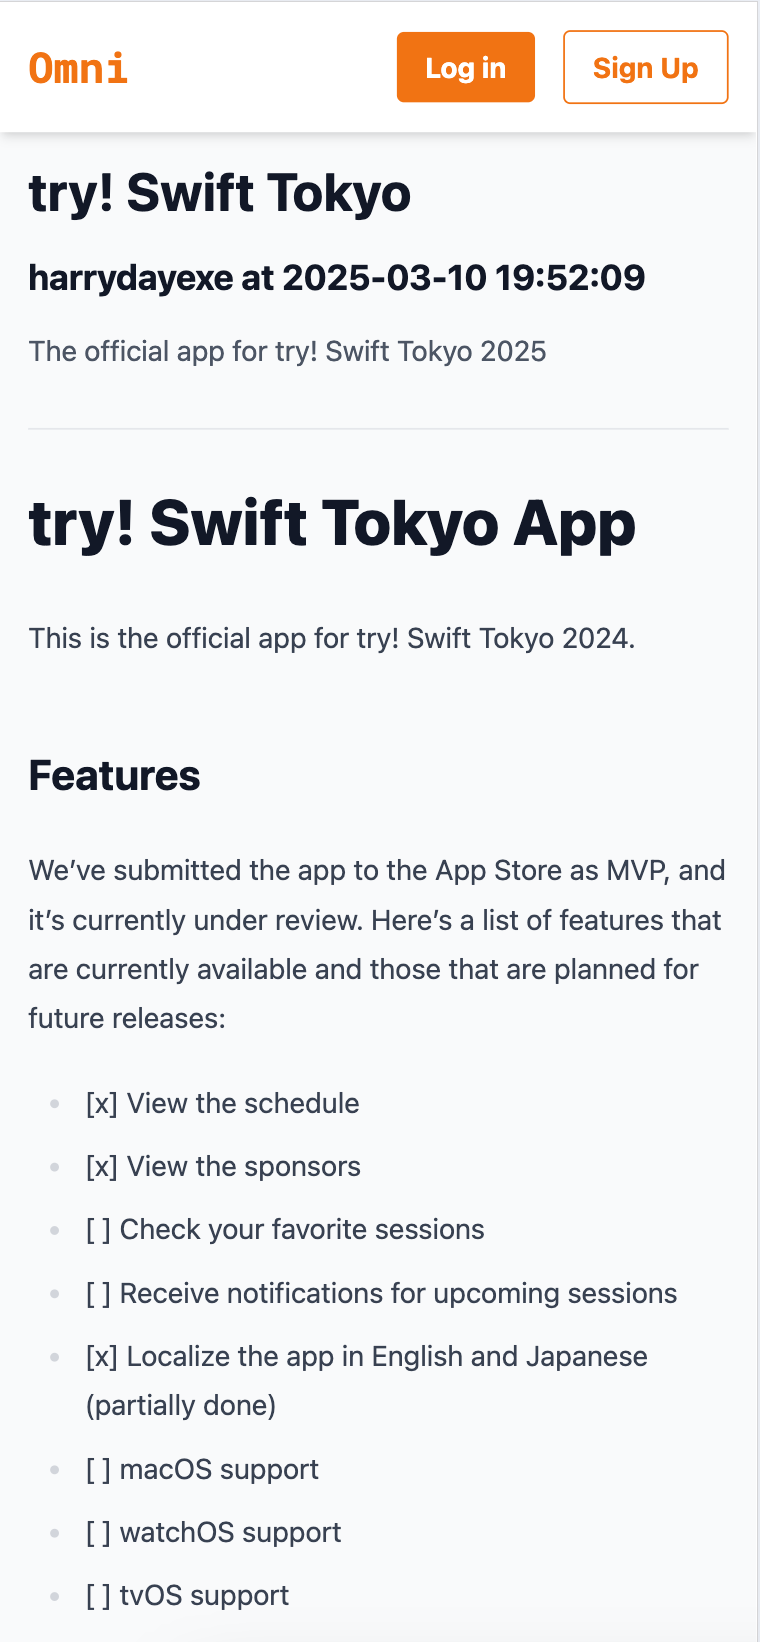 Omni
Log in
Sign Up
try! Swift Tokyo
harrydayexe at 2025-03-10 19:52:09
The official app for try! Swift Tokyo 2025
try! Swift Tokyo App
This is the official app for try! Swift Tokyo 2024.
Features
We’ve submitted the app to the App Store as MVP, and
it’s currently under review. Here’s a list of features that
are currently available and those that are planned for
future releases:
[x] View the schedule
[x] View the sponsors
[ ] Check your favorite sessions
[ ] Receive notifications for upcoming sessions
[x] Localize the app in English and Japanese
(partially done)
[ ] macOS support
[ ] watchOS support
[ ] tvOS support